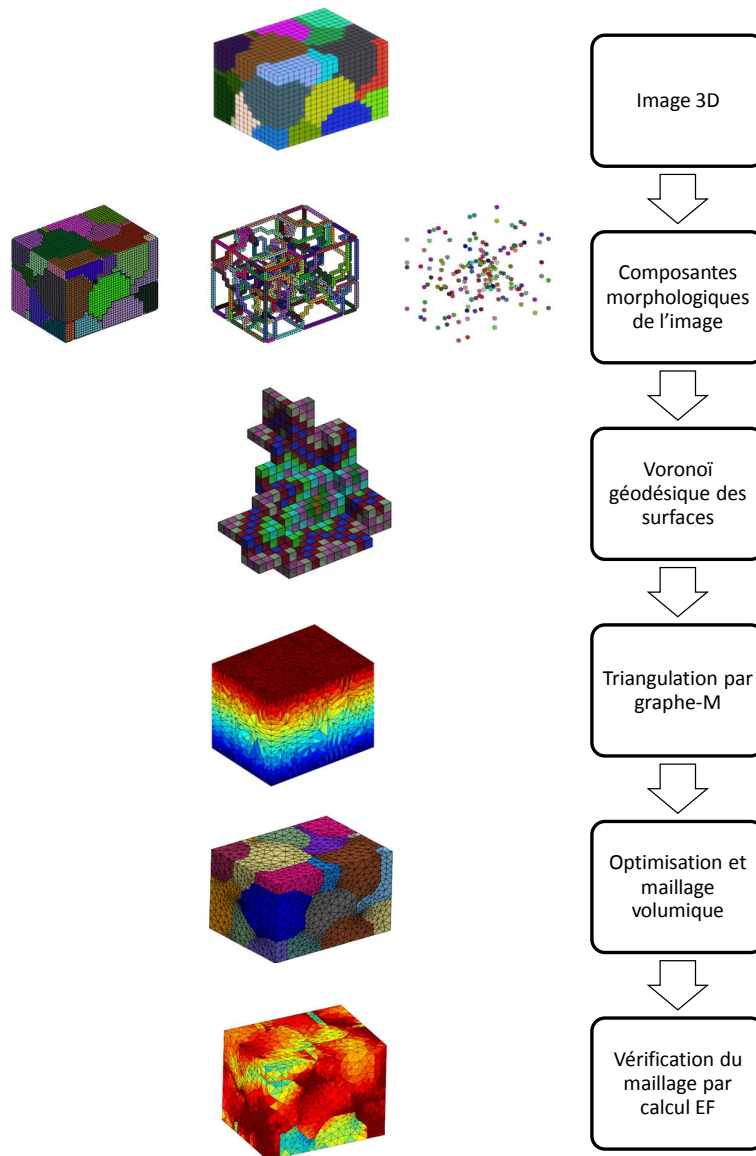 Image 3D
Composantes
morphologiques
de l'image
Voronoï
géodésique des
surfaces
Triangulation par
graphe-M
Optimisation et
maillage
volumique
Vérification du
maillage par
calcul EF